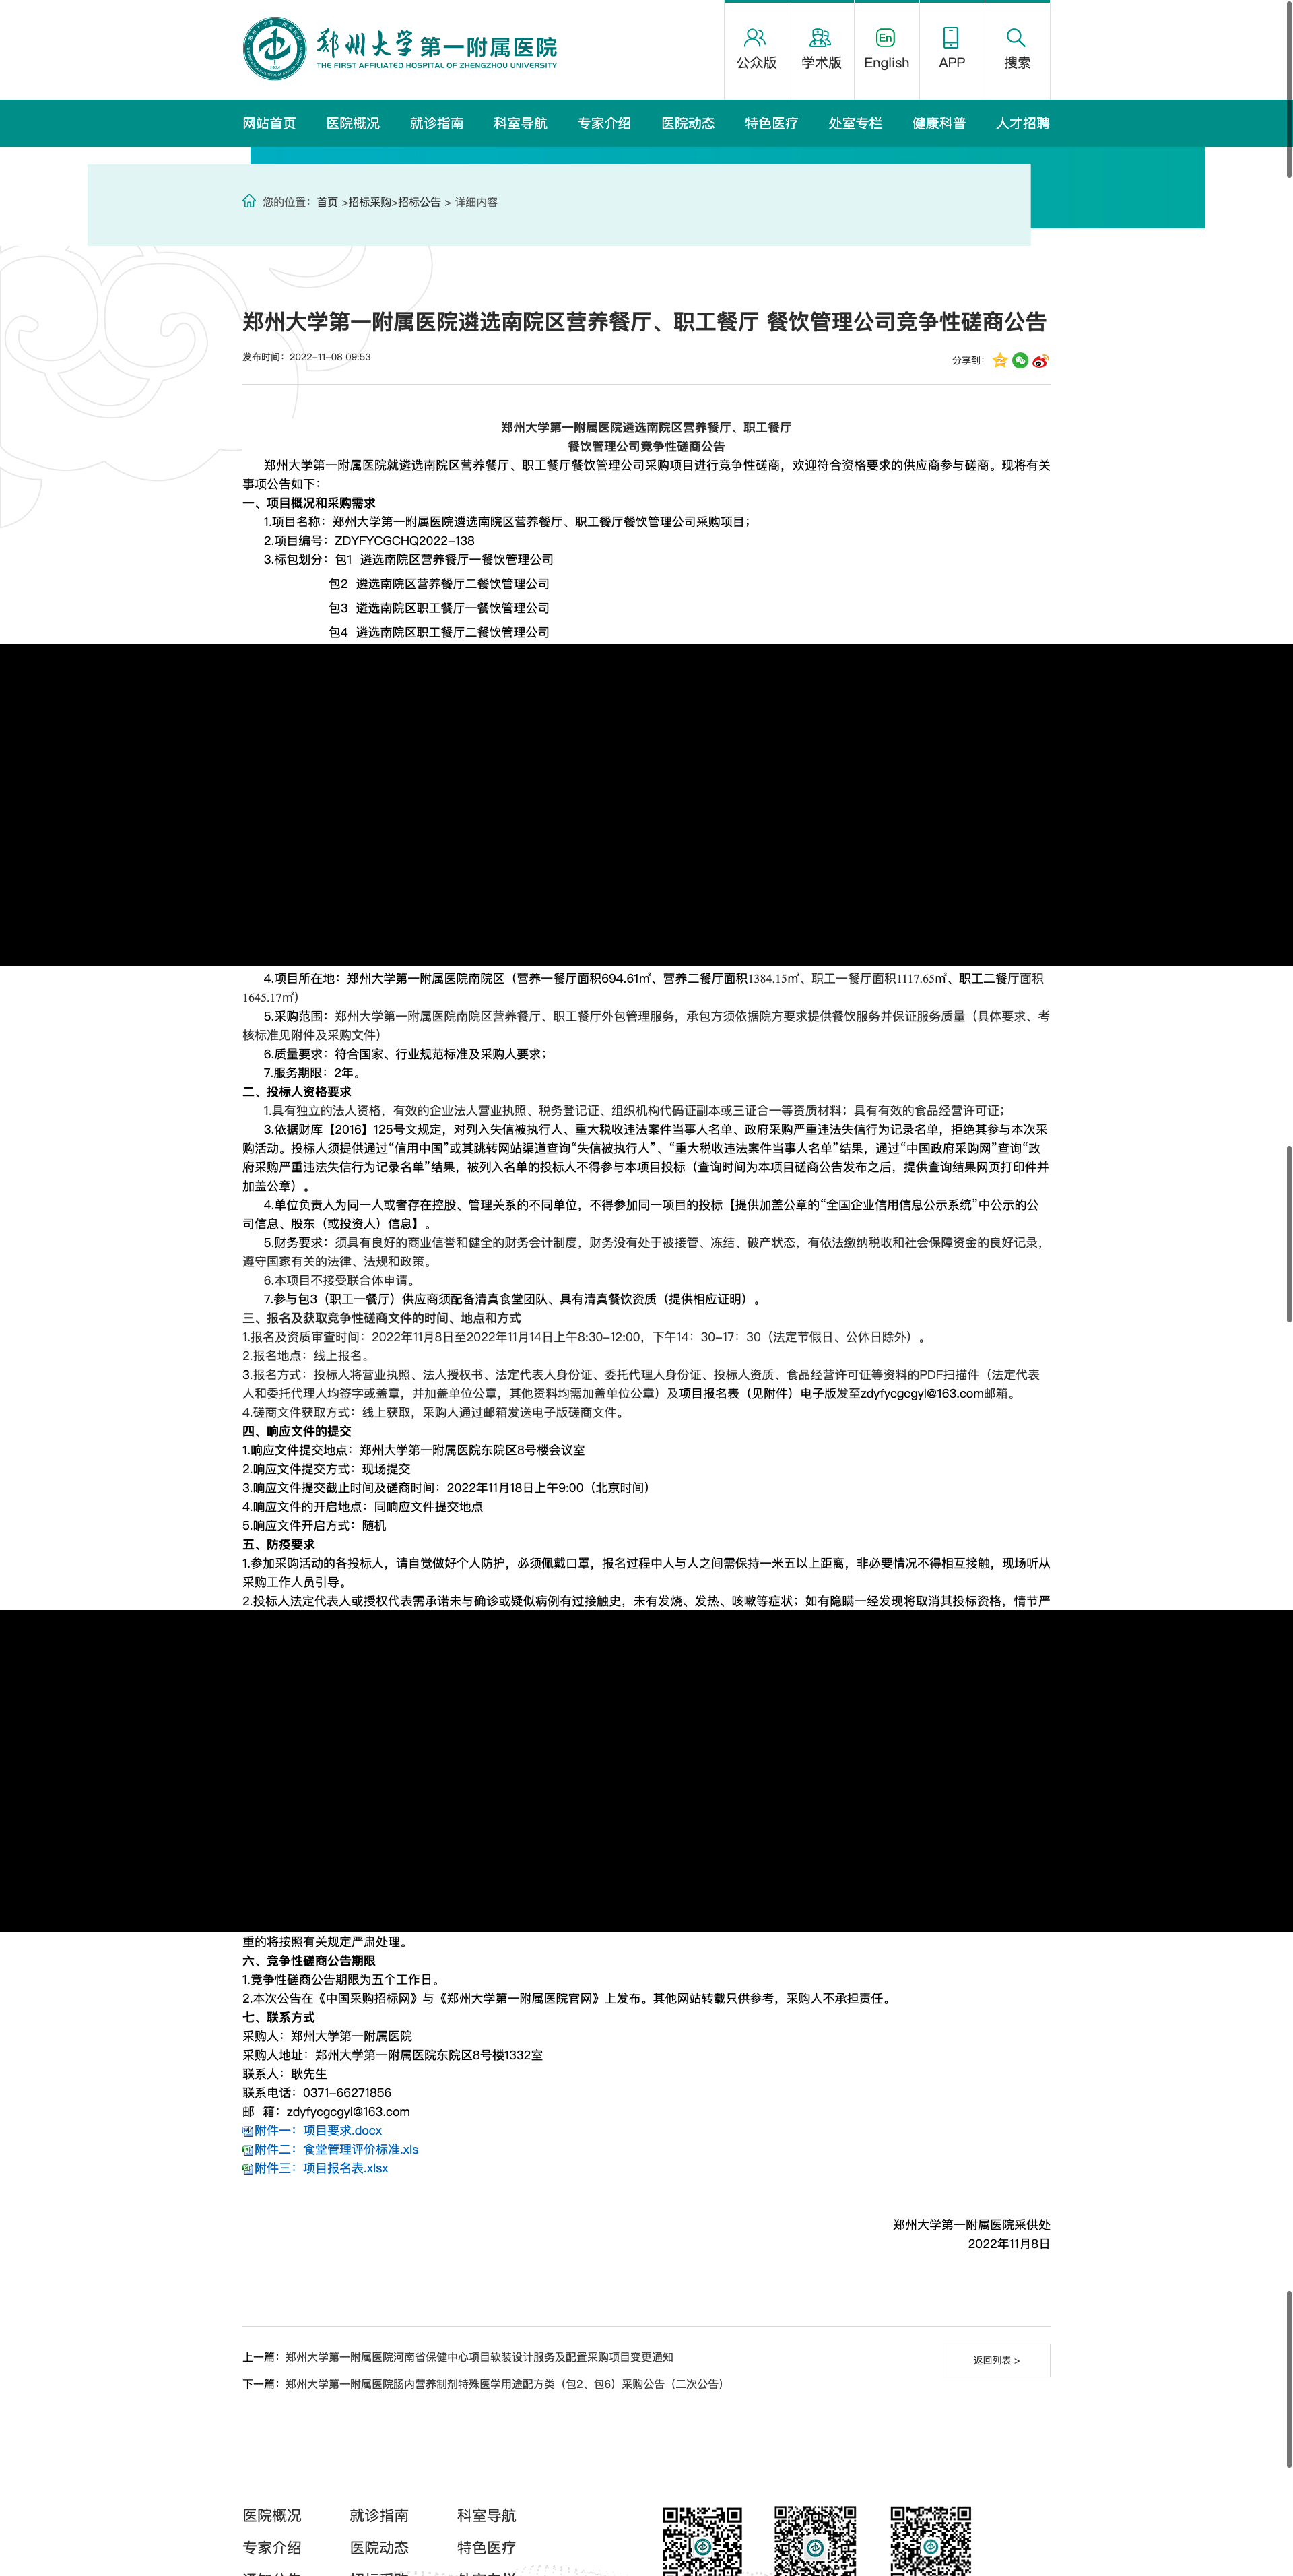 郑州大学第一附属医院
THE FIRST AFFILIATED HOSPITAL OF ZHENGZHOU UNIVERSITY
公众版 学术版 English APP 搜索
网站首页 医院概况 就诊指南 科室导航 专家介绍 医院动态 特色医疗 处室专栏 健康科普 人才招聘
您的位置：首页 >招标采购>招标公告 > 详细内容
郑州大学第一附属医院遴选南院区营养餐厅、职工餐厅 餐饮管理公司竞争性磋商公告
发布时间：2022-11-08 09:53
分享到：
郑州大学第一附属医院遴选南院区营养餐厅、职工餐厅
餐饮管理公司竞争性磋商公告
郑州大学第一附属医院就遴选南院区营养餐厅、职工餐厅餐饮管理公司采购项目进行竞争性磋商，欢迎符合资格要求的供应商参与磋商。现将有关
事项公告如下：
一、项目概况和采购需求
1.项目名称：郑州大学第一附属医院遴选南院区营养餐厅、职工餐厅餐饮管理公司采购项目；
2.项目编号：ZDYFYCGCHQ2022-138
3.标包划分：包1 遴选南院区营养餐厅一餐饮管理公司
包2 遴选南院区营养餐厅二餐饮管理公司
包3 遴选南院区职工餐厅一餐饮管理公司
包4 遴选南院区职工餐厅二餐饮管理公司
4.项目所在地：郑州大学第一附属医院南院区（营养一餐厅面积694.61㎡、营养二餐厅面积1384.15㎡、职工一餐厅面积1117.65㎡、职工二餐厅面积
1645.17㎡）
5.采购范围：郑州大学第一附属医院南院区营养餐厅、职工餐厅外包管理服务，承包方须依据院方要求提供餐饮服务并保证服务质量（具体要求、考
核标准见附件及采购文件）
6.质量要求：符合国家、行业规范标准及采购人要求；
7.服务期限：2年。
二、投标人资格要求
1.具有独立的法人资格，有效的企业法人营业执照、税务登记证、组织机构代码证副本或三证合一等资质材料；具有有效的食品经营许可证；
3.依据财库【2016】125号文规定，对列入失信被执行人、重大税收违法案件当事人名单、政府采购严重违法失信行为记录名单，拒绝其参与本次采
购活动。投标人须提供通过“信用中国”或其跳转网站渠道查询“失信被执行人”、“重大税收违法案件当事人名单”结果，通过“中国政府采购网”查询“政
府采购严重违法失信行为记录名单”结果，被列入名单的投标人不得参与本项目投标（查询时间为本项目磋商公告发布之后，提供查询结果网页打印件并
加盖公章）。
4.单位负责人为同一人或者存在控股、管理关系的不同单位，不得参加同一项目的投标【提供加盖公章的“全国企业信用信息公示系统”中公示的公
司信息、股东（或投资人）信息】。
5.财务要求：须具有良好的商业信誉和健全的财务会计制度，财务没有处于被接管、冻结、破产状态，有依法缴纳税收和社会保障资金的良好记录，
遵守国家有关的法律、法规和政策。
6.本项目不接受联合体申请。
7.参与包3（职工一餐厅）供应商须配备清真食堂团队、具有清真餐饮资质（提供相应证明）。
三、报名及获取竞争性磋商文件的时间、地点和方式
1.报名及资质审查时间：2022年11月8日至2022年11月14日上午8:30-12:00，下午14：30-17：30（法定节假日、公休日除外）。
2.报名地点：线上报名。
3.报名方式：投标人将营业执照、法人授权书、法定代表人身份证、委托代理人身份证、投标人资质、食品经营许可证等资料的PDF扫描件（法定代表
人和委托代理人均签字或盖章，并加盖单位公章，其他资料均需加盖单位公章）及项目报名表（见附件）电子版发至zdyfycgcgyl@163.com邮箱。
4.磋商文件获取方式：线上获取，采购人通过邮箱发送电子版磋商文件。
四、响应文件的提交
1.响应文件提交地点：郑州大学第一附属医院东院区8号楼会议室
2.响应文件提交方式：现场提交
3.响应文件提交截止时间及磋商时间：2022年11月18日上午9:00（北京时间）
4.响应文件的开启地点：同响应文件提交地点
5.响应文件开启方式：随机
五、防疫要求
1.参加采购活动的各投标人，请自觉做好个人防护，必须佩戴口罩，报名过程中人与人之间需保持一米五以上距离，非必要情况不得相互接触，现场听从
采购工作人员引导。
2.投标人法定代表人或授权代表需承诺未与确诊或疑似病例有过接触史，未有发烧、发热、咳嗽等症状；如有隐瞒一经发现将取消其投标资格，情节严
重的将按照有关规定严肃处理。
六、竞争性磋商公告期限
1.竞争性磋商公告期限为五个工作日。
2.本次公告在《中国采购招标网》与《郑州大学第一附属医院官网》上发布。其他网站转载只供参考，采购人不承担责任。
七、联系方式
采购人：郑州大学第一附属医院
采购人地址：郑州大学第一附属医院东院区8号楼1332室
联系人：耿先生
联系电话：0371-66271856
邮 箱：zdyfycgcgyl@163.com
附件一：项目要求.docx
附件二：食堂管理评价标准.xls
附件三：项目报名表.xlsx
郑州大学第一附属医院采供处
2022年11月8日
上一篇：郑州大学第一附属医院河南省保健中心项目软装设计服务及配置采购项目变更通知
返回列表 >
下一篇：郑州大学第一附属医院肠内营养制剂特殊医学用途配方类（包2、包6）采购公告（二次公告）
医院概况 就诊指南 科室导航
专家介绍 医院动态 特色医疗